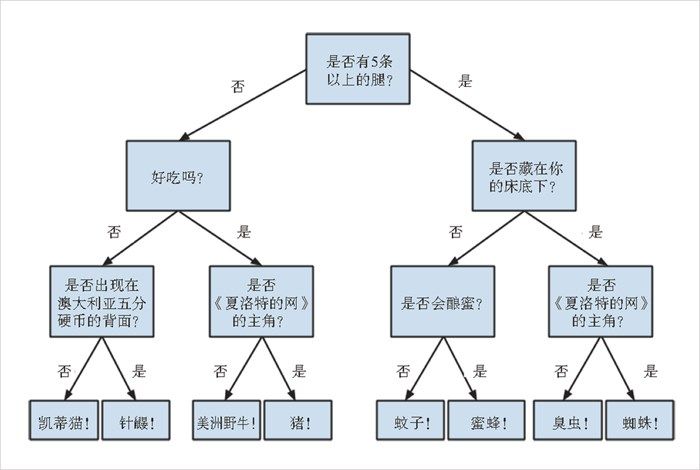 是否有5条
以上的腿？
否
是
好吃吗？
是否藏在你
的床底下？
否
是
否
是
是否出现在
澳大利亚五分
硬币的背面？
是否
《夏洛特的网》
的主角？
是否会酿蜜？
是否
《夏洛特的网》
的主角？
否
是
否
是
否
是
否
是
凯蒂猫！
针鼹！
美洲野牛！
猪！
蚊子！
蜜蜂！
臭虫！
蜘蛛！